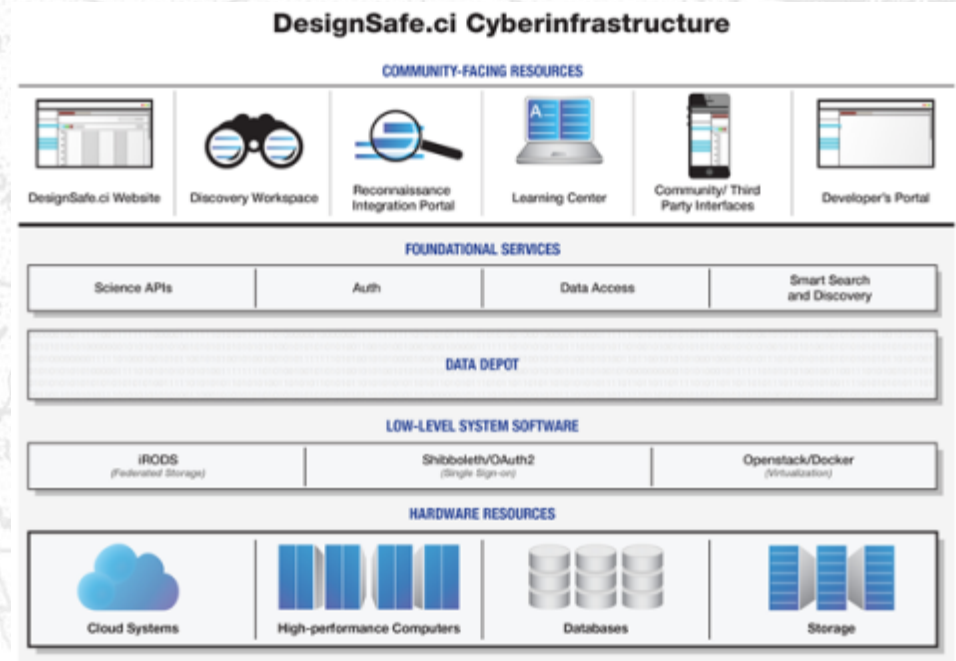 DesignSafe.ci Cyberinfrastructure
COMMUNITY-FACING RESOURCES
A
DesignSafe.ci Website
Discovery Workspace
Reconnaissance
Integration Portal
Learning Center
Community/ Third
Party Interfaces
Developer's Portal
FOUNDATIONAL SERVICES
Science APIs
Auth
Data Access
Smart Search
and Discovery
DATA DEPOT
LOW-LEVEL SYSTEM SOFTWARE
iRODS
(Federated Storage)
Shibboleth/OAuth2
(Single Sign-on)
Openstack/Docker
(Virtualization)
HARDWARE RESOURCES
Cloud Systems
High-performance Computers
Databases
Storage